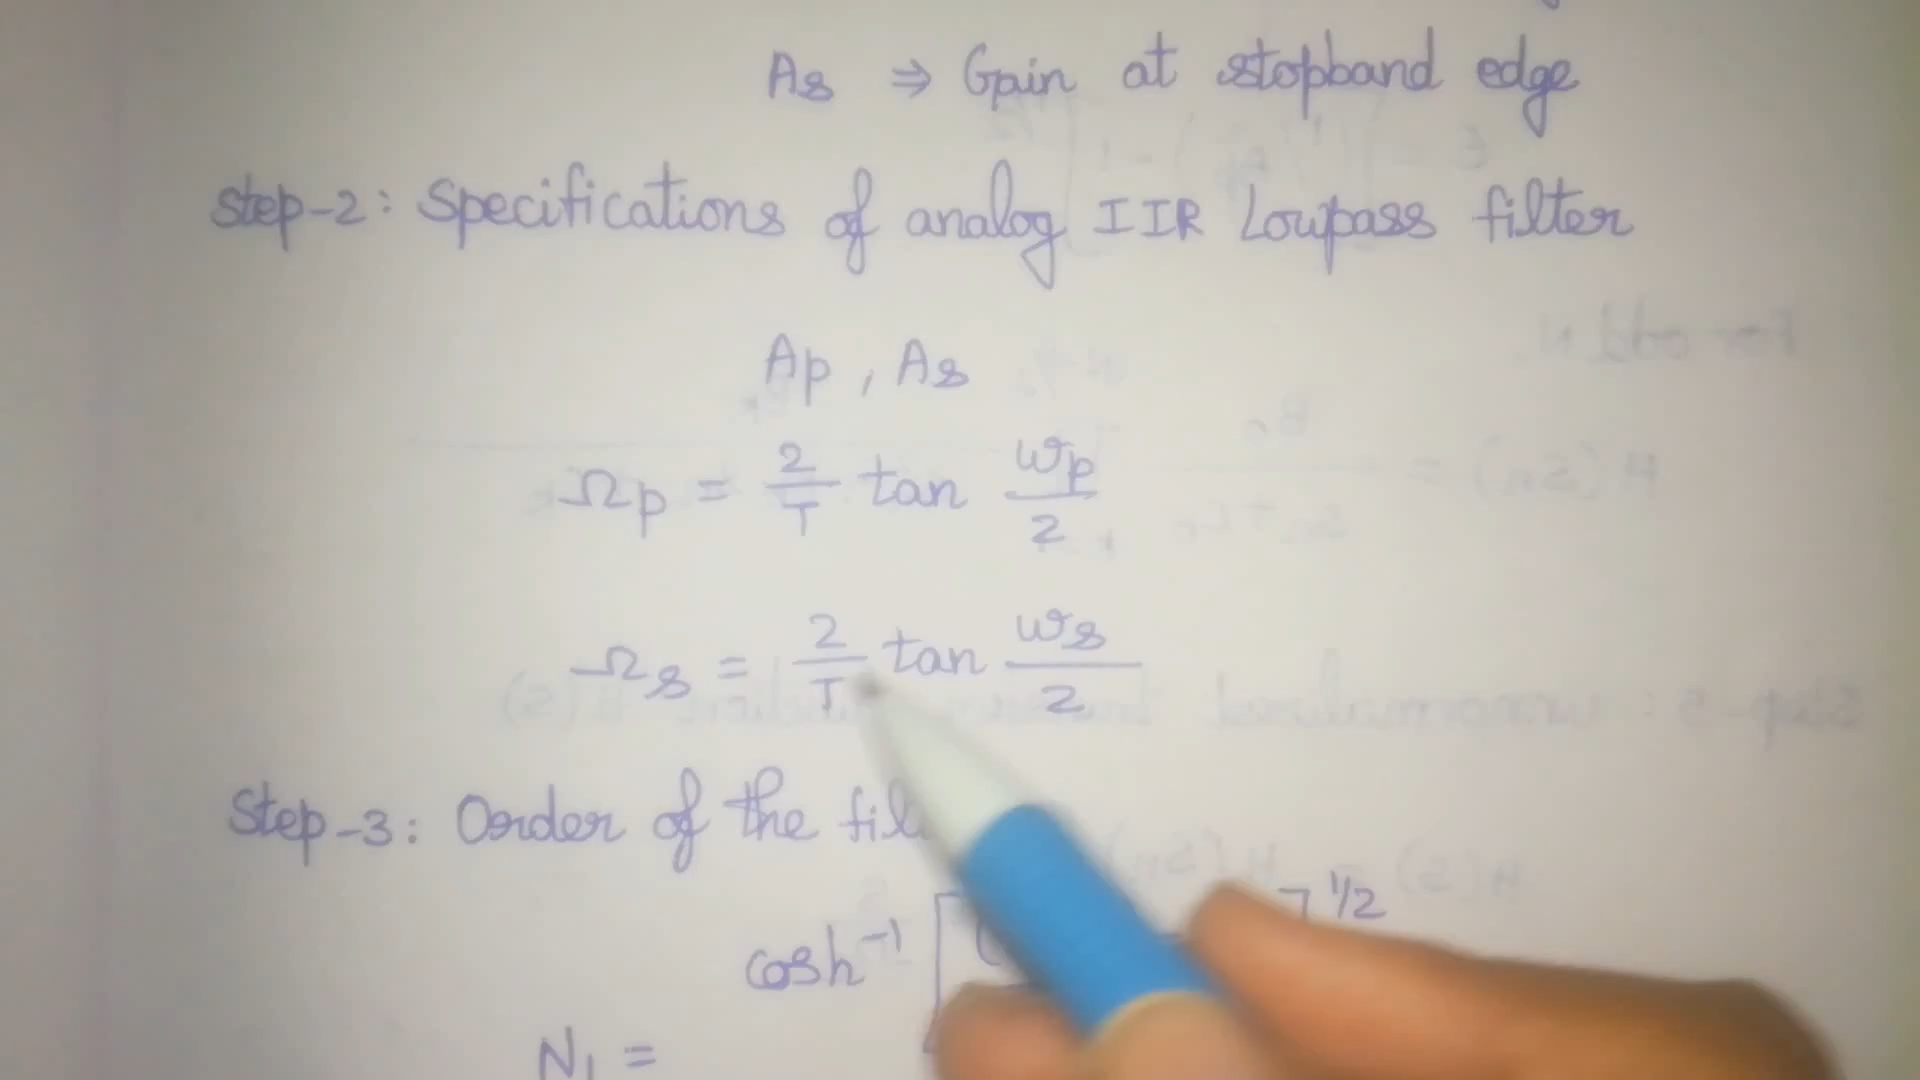 As ⇒ Gain at stopband edge
Step-2: Specifications of analog IIR Lowpass filter
Ap, As
Ωp = 2/T tan ωp/2
Ωs = 2/T tan ωs/2
Step-3: Order of the
cosh⁻¹ [ ]^1/2
N₁ =